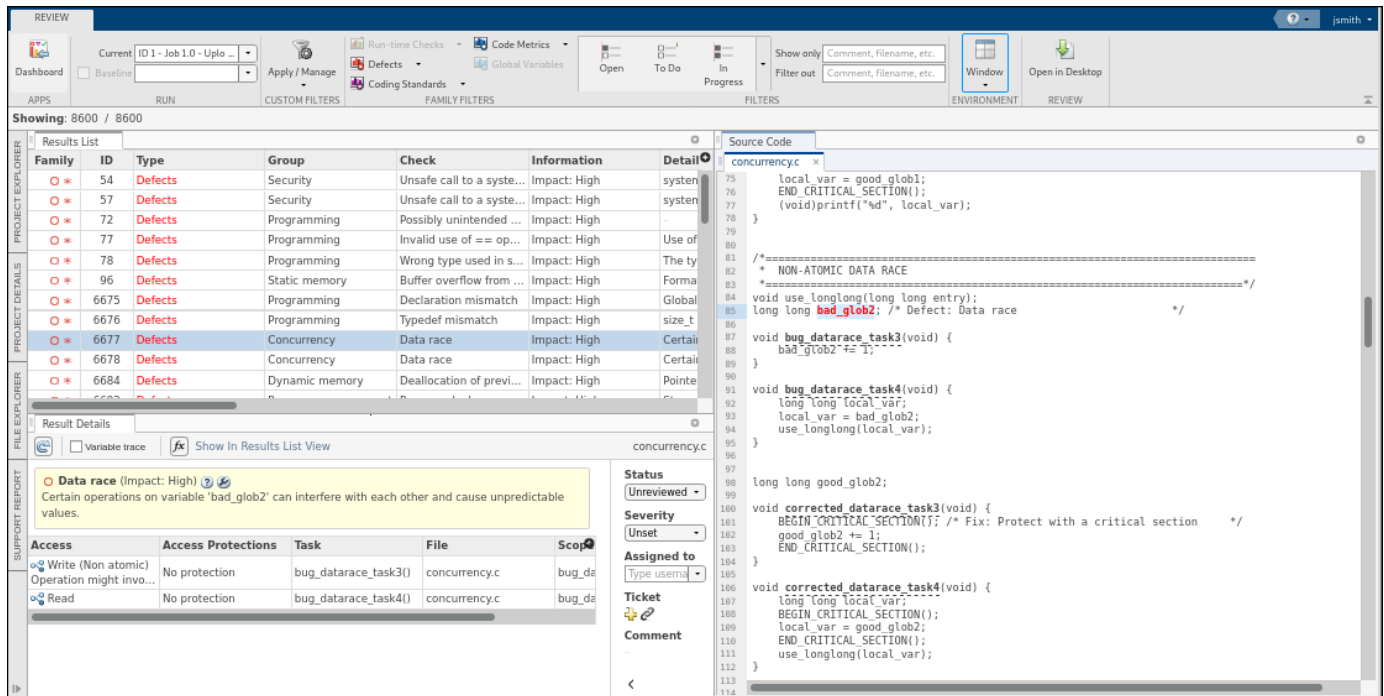 REVIEW
? jsmith
Dashboard
Current ID 1 - Job 1.0 - Uplo ...
Baseline
Apply / Manage
Run-time Checks Code Metrics
Defects Global Variables
Coding Standards
Open To Do In Progress
Show only Comment, filename, etc.
Filter out Comment, filename, etc.
Window Open in Desktop
APPS RUN CUSTOM FILTERS FAMILY FILTERS FILTERS ENVIRONMENT REVIEW
Showing: 8600 / 8600
PROJECT EXPLORER
PROJECT DETAILS
FILE EXPLORER
SUPPORT REPORT
Results List
Family ID Type Group Check Information Detail
54 Defects Security Unsafe call to a syste... Impact: High system
57 Defects Security Unsafe call to a syste... Impact: High system
72 Defects Programming Possibly unintended ... Impact: High -
77 Defects Programming Invalid use of == op... Impact: High Use of
78 Defects Programming Wrong type used in s... Impact: High The ty
96 Defects Static memory Buffer overflow from ... Impact: High Forma
6675 Defects Programming Declaration mismatch Impact: High Global
6676 Defects Programming Typedef mismatch Impact: High size_t
6677 Defects Concurrency Data race Impact: High Certai
6678 Defects Concurrency Data race Impact: High Certai
6684 Defects Dynamic memory Deallocation of previ... Impact: High Pointe
Result Details
Variable trace fx Show In Results List View concurrency.c
Data race (Impact: High) ?
Certain operations on variable 'bad_glob2' can interfere with each other and cause unpredictable
values.
Access Access Protections Task File Scop
Write (Non atomic)
Operation might invo... No protection bug_datarace_task3() concurrency.c bug_da
Read No protection bug_datarace_task4() concurrency.c bug_da
Status
Unreviewed
Severity
Unset
Assigned to
Type userna
Ticket
Comment
-
Source Code
concurrency.c ×
75 local_var = good_glob1;
76 END_CRITICAL_SECTION();
77 (void)printf("%d", local_var);
78 }
79
80
81 /*===========================================================================
82 * NON-ATOMIC DATA RACE
83 *=========================================================================*/
84 void use_longlong(long long entry);
85 long long bad_glob2; /* Defect: Data race */
86
87 void bug_datarace_task3(void) {
88 bad_glob2 += 1;
89 }
90
91 void bug_datarace_task4(void) {
92 long long local_var;
93 local_var = bad_glob2;
94 use_longlong(local_var);
95 }
96
97
98 long long good_glob2;
99
100 void corrected_datarace_task3(void) {
101 BEGIN_CRITICAL_SECTION(); /* Fix: Protect with a critical section */
102 good_glob2 += 1;
103 END_CRITICAL_SECTION();
104 }
105
106 void corrected_datarace_task4(void) {
107 long long local_var;
108 BEGIN_CRITICAL_SECTION();
109 local_var = good_glob2;
110 END_CRITICAL_SECTION();
111 use_longlong(local_var);
112 }
113
114